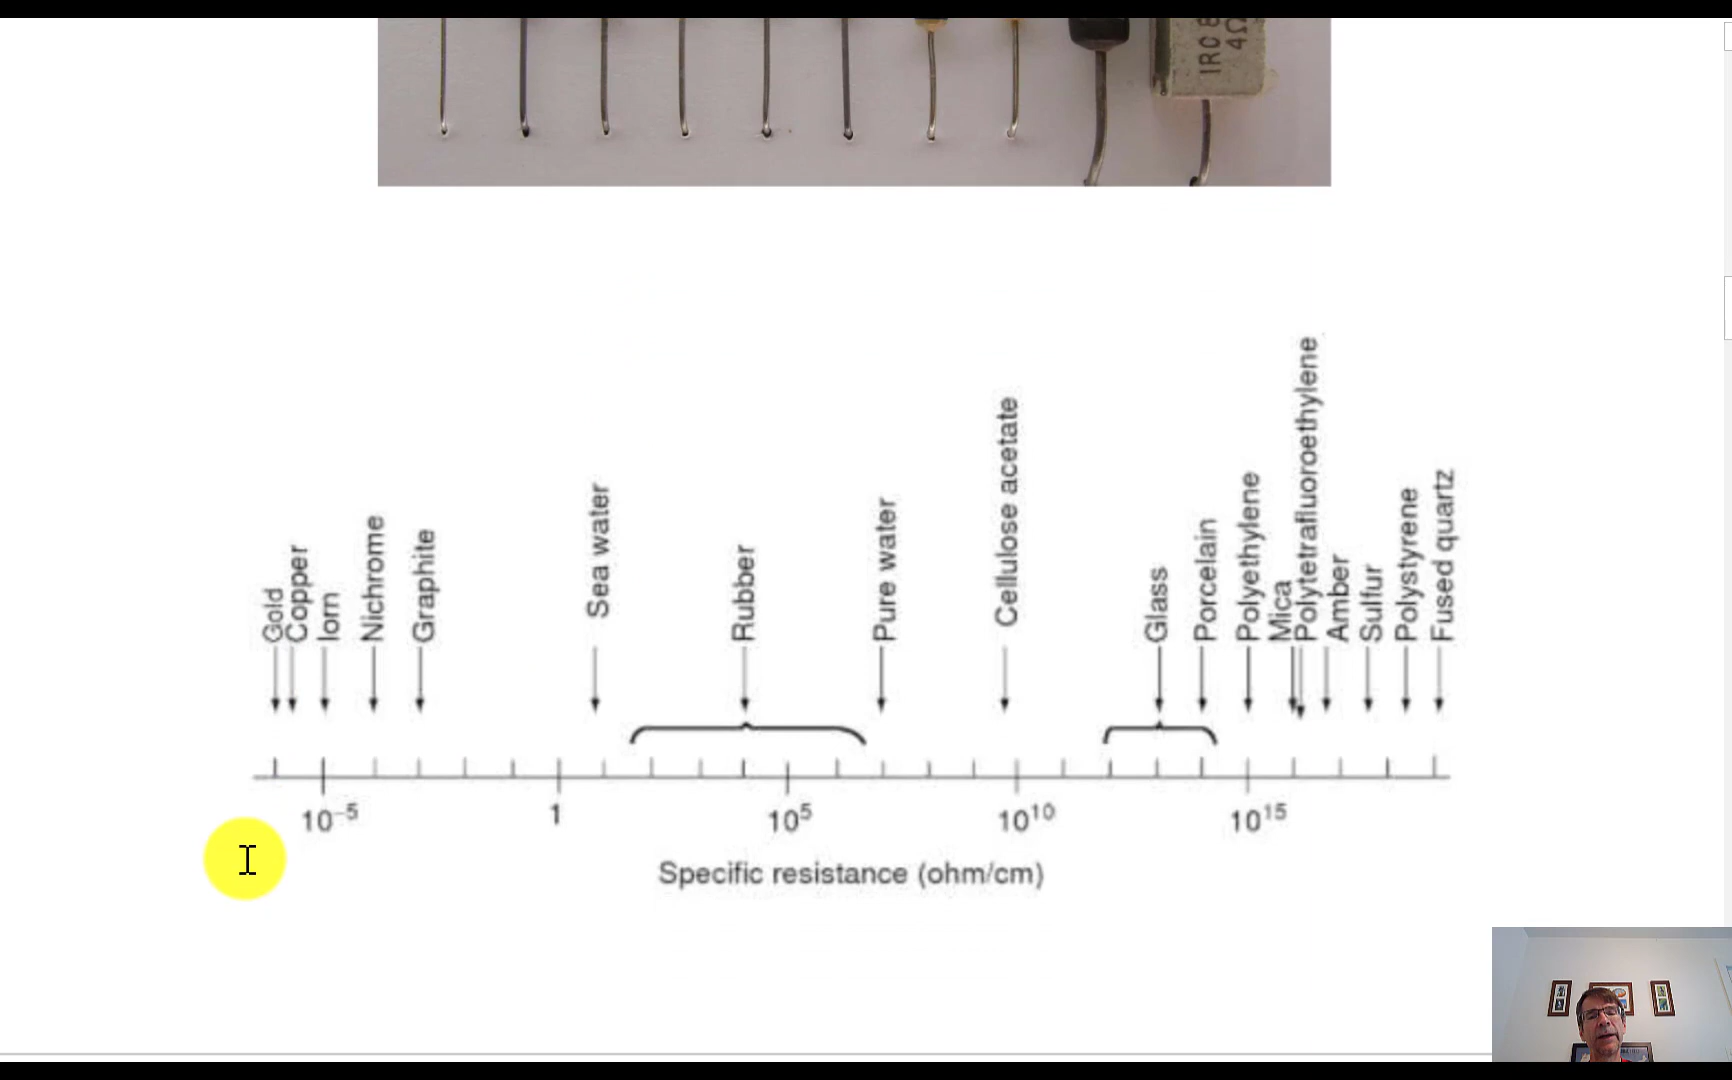 IRC 8
4Ω
Gold
Copper
Iorn
Nichrome
Graphite
Sea water
Rubber
Pure water
Cellulose acetate
Glass
Porcelain
Polyethylene
Mica
Polytetrafluoroethylene
Amber
Sulfur
Polystyrene
Fused quartz
10⁻⁵ 1 10⁵ 10¹⁰ 10¹⁵
Specific resistance (ohm/cm)